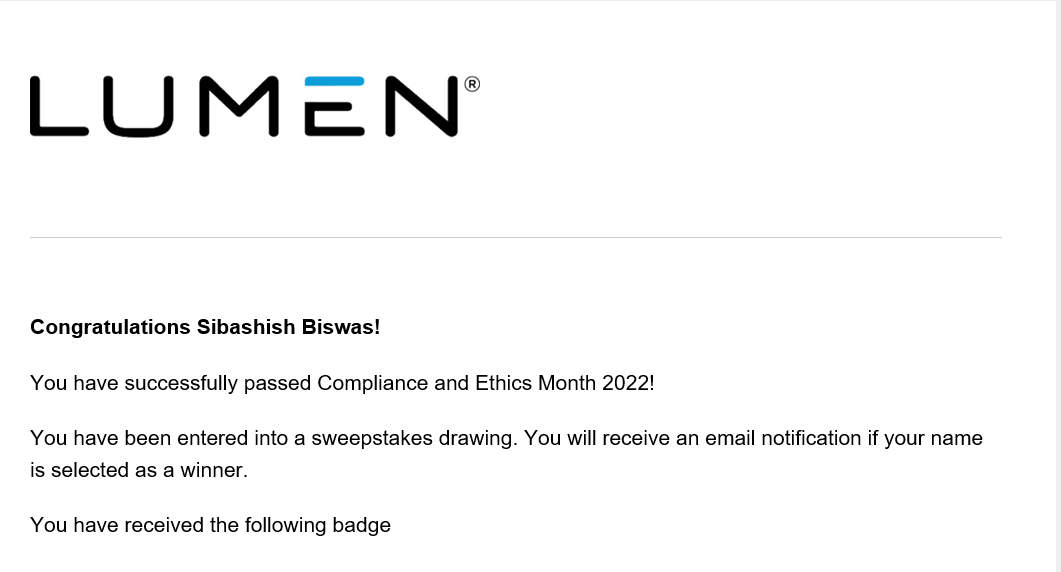 LUMEN®
Congratulations Sibashish Biswas!
You have successfully passed Compliance and Ethics Month 2022!
You have been entered into a sweepstakes drawing. You will receive an email notification if your name
is selected as a winner.
You have received the following badge